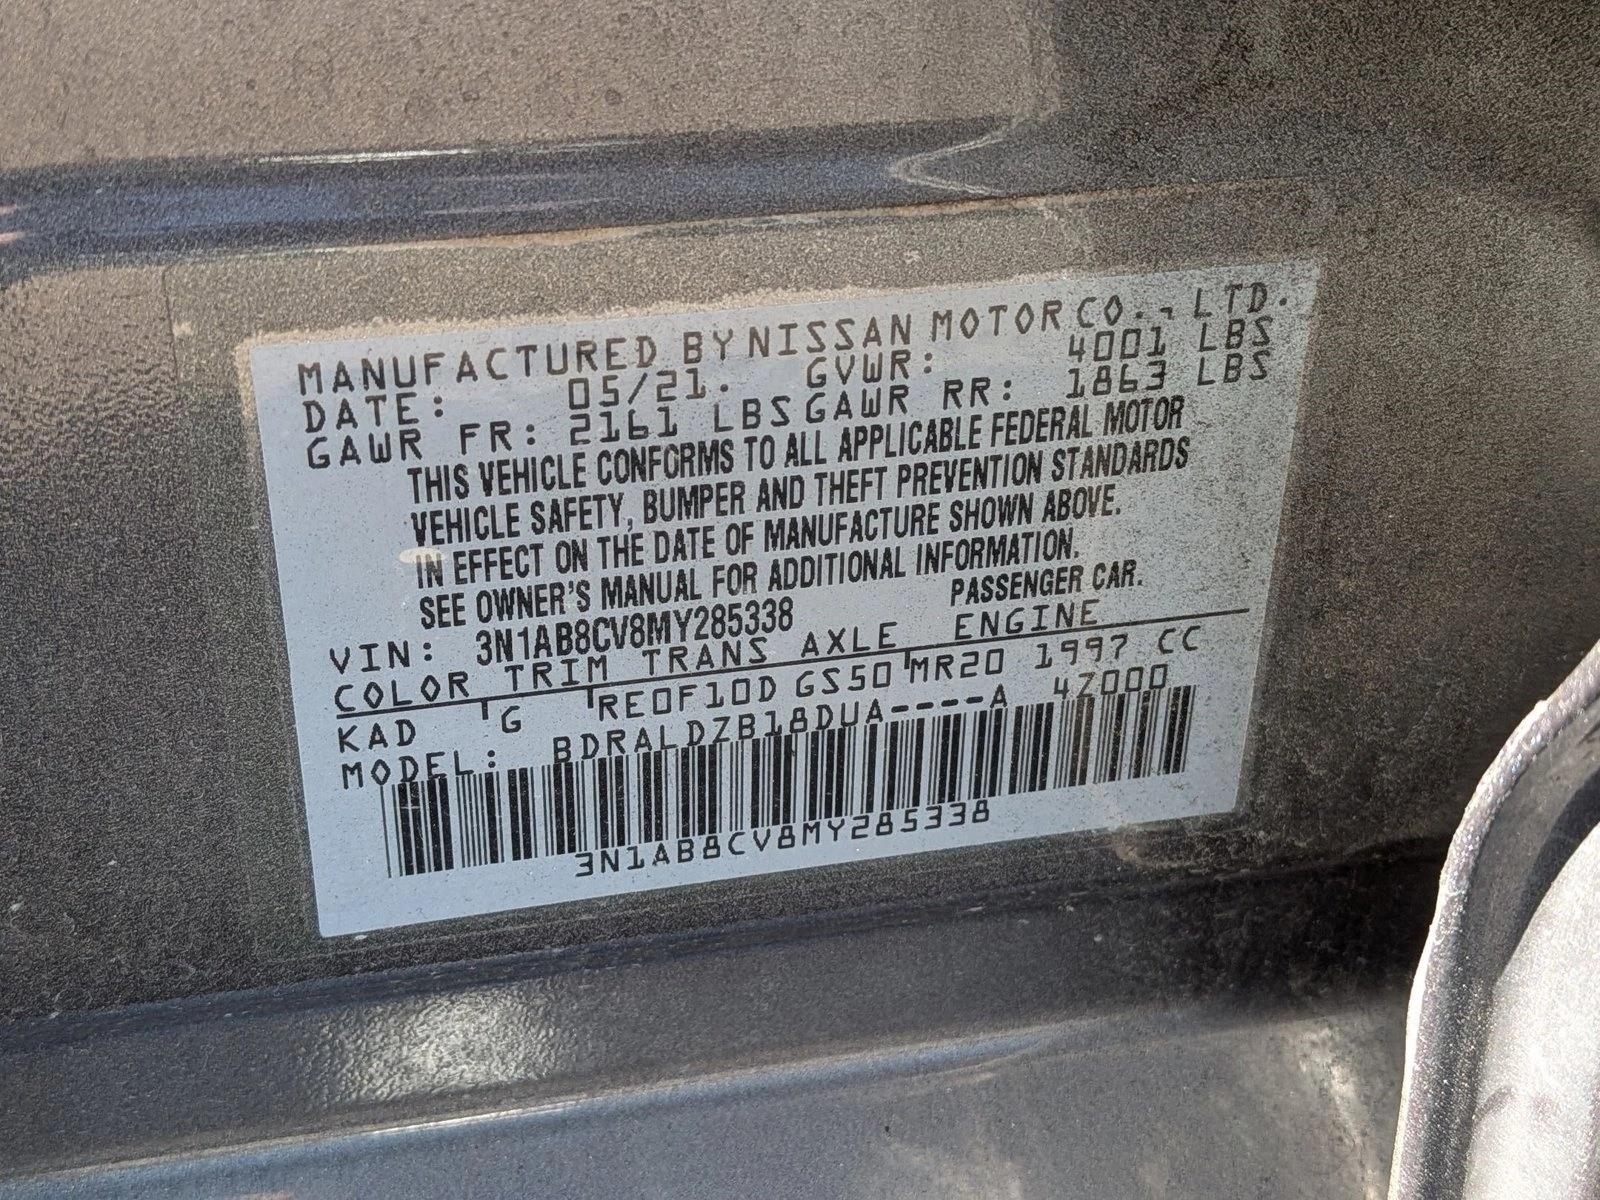 MANUFACTURED BY NISSAN MOTOR CO., LTD.
DATE: 05/21. GVWR: 4001 LBS
GAWR FR: 2161 LBS GAWR RR: 1863 LBS
THIS VEHICLE CONFORMS TO ALL APPLICABLE FEDERAL MOTOR
VEHICLE SAFETY, BUMPER AND THEFT PREVENTION STANDARDS
IN EFFECT ON THE DATE OF MANUFACTURE SHOWN ABOVE.
SEE OWNER'S MANUAL FOR ADDITIONAL INFORMATION.
VIN: 3N1AB8CV8MY285338 PASSENGER CAR.
COLOR TRIM TRANS AXLE ENGINE
KAD G RE0F10D GS50 MR20 1997 CC
MODEL: BDRALDZB18DUA----A 4Z000
3N1AB8CV8MY285338